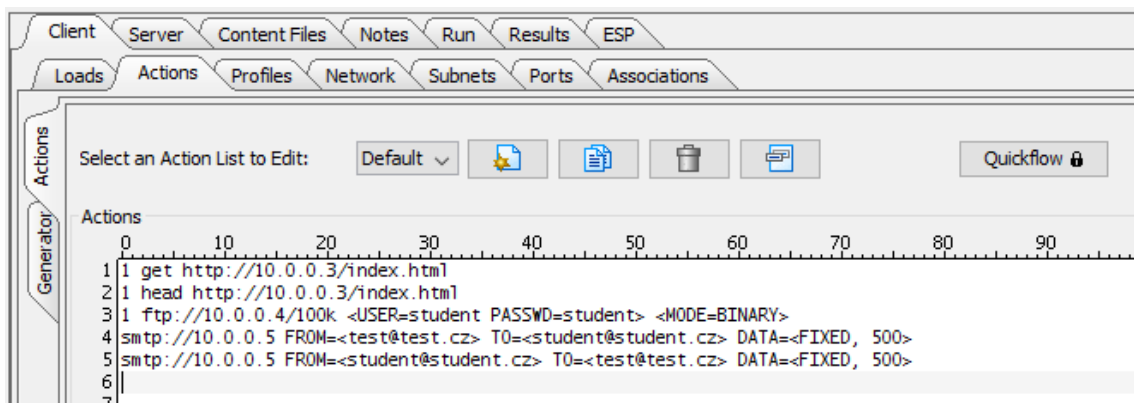 Client Server Content Files Notes Run Results ESP
Loads Actions Profiles Network Subnets Ports Associations
Actions
Generator
Select an Action List to Edit: Default Quickflow
Actions
0 10 20 30 40 50 60 70 80 90
1 1 get http://10.0.0.3/index.html
2 1 head http://10.0.0.3/index.html
3 1 ftp://10.0.0.4/100k <USER=student PASSWD=student> <MODE=BINARY>
4 smtp://10.0.0.5 FROM=<test@test.cz> TO=<student@student.cz> DATA=<FIXED, 500>
5 smtp://10.0.0.5 FROM=<student@student.cz> TO=<test@test.cz> DATA=<FIXED, 500>
6
7